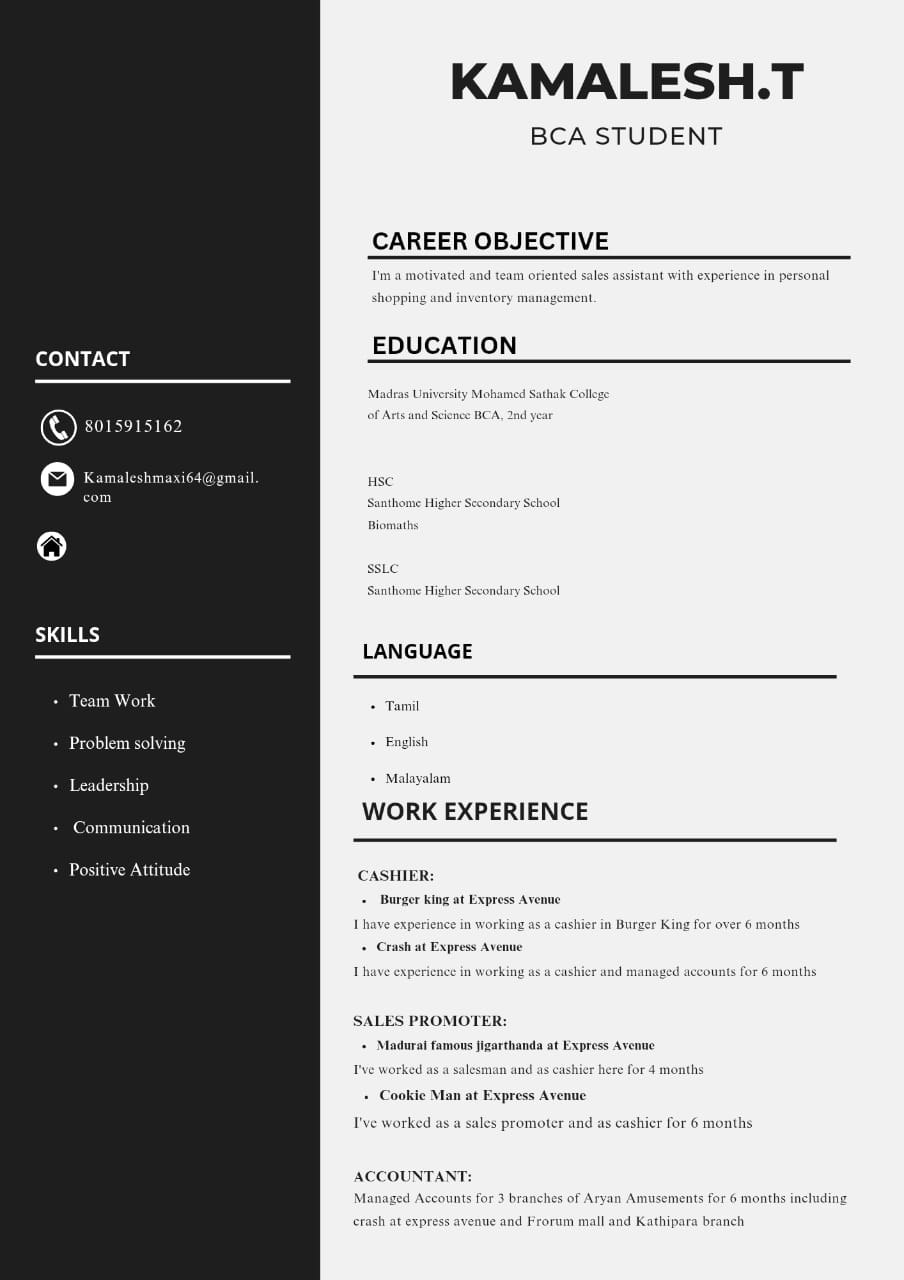 KAMALESH.T
BCA STUDENT
CONTACT
8015915162
Kamaleshmaxi64@gmail.
com
SKILLS
• Team Work
• Problem solving
• Leadership
• Communication
• Positive Attitude
CAREER OBJECTIVE
I'm a motivated and team oriented sales assistant with experience in personal
shopping and inventory management.
EDUCATION
Madras University Mohamed Sathak College
of Arts and Science BCA, 2nd year
HSC
Santhome Higher Secondary School
Biomaths
SSLC
Santhome Higher Secondary School
LANGUAGE
• Tamil
• English
• Malayalam
WORK EXPERIENCE
CASHIER:
• Burger king at Express Avenue
I have experience in working as a cashier in Burger King for over 6 months
• Crash at Express Avenue
I have experience in working as a cashier and managed accounts for 6 months
SALES PROMOTER:
• Madurai famous jigarthanda at Express Avenue
I've worked as a salesman and as cashier here for 4 months
• Cookie Man at Express Avenue
I've worked as a sales promoter and as cashier for 6 months
ACCOUNTANT:
Managed Accounts for 3 branches of Aryan Amusements for 6 months including
crash at express avenue and Frorum mall and Kathipara branch